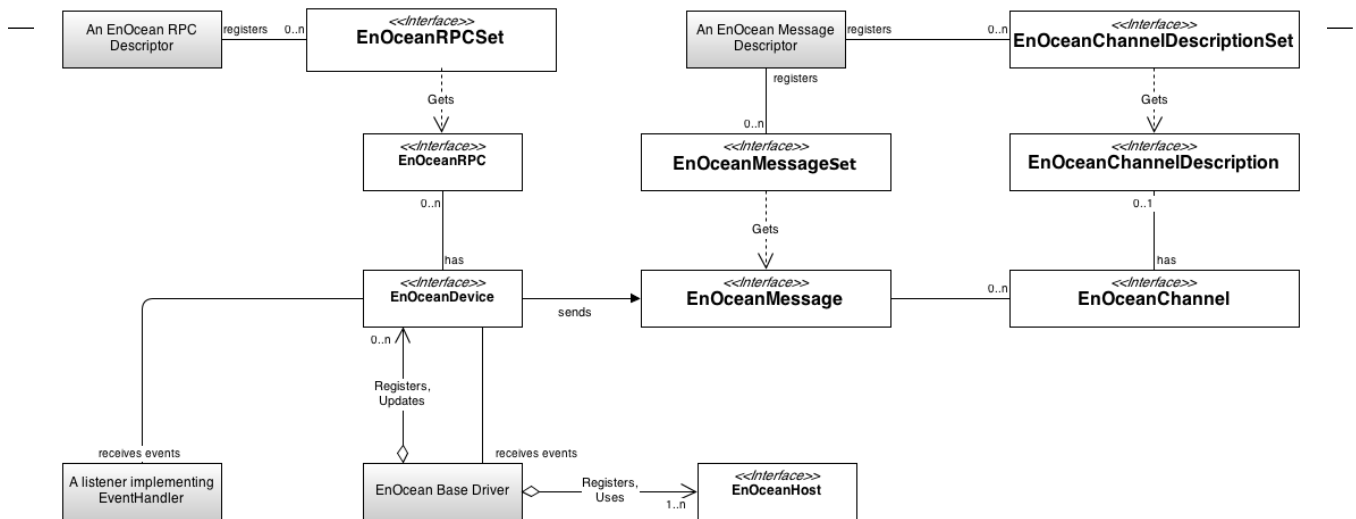 An EnOcean RPC
Descriptor
registers
0..n
<<Interface>>
EnOceanRPCSet
An EnOcean Message
Descriptor
registers
0..n
<<Interface>>
EnOceanChannelDescriptionSet
registers
Gets
Gets
0..n
<<Interface>>
EnOceanRPC
<<Interface>>
EnOceanMessageSet
<<Interface>>
EnOceanChannelDescription
0..n
0..1
Gets
has
has
<<Interface>>
EnOceanDevice
sends
<<Interface>>
EnOceanMessage
0..n
<<Interface>>
EnOceanChannel
0..n
Registers,
Updates
receives events
receives events
A listener implementing
EventHandler
EnOcean Base Driver
Registers,
Uses
1..n
<<Interface>>
EnOceanHost